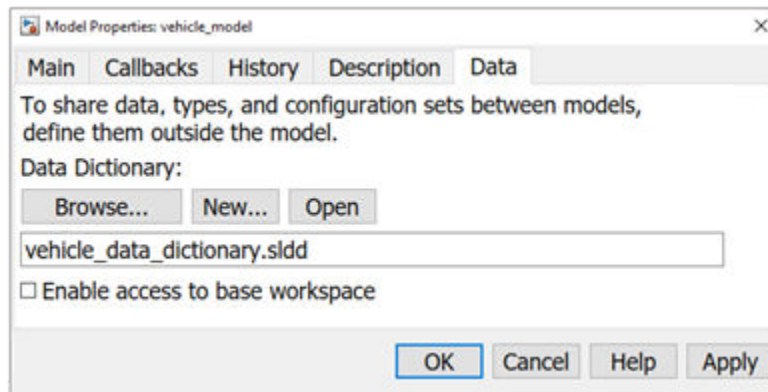 Model Properties: vehicle_model
Main Callbacks History Description Data
To share data, types, and configuration sets between models,
define them outside the model.
Data Dictionary:
Browse... New... Open
vehicle_data_dictionary.sldd
Enable access to base workspace
OK Cancel Help Apply